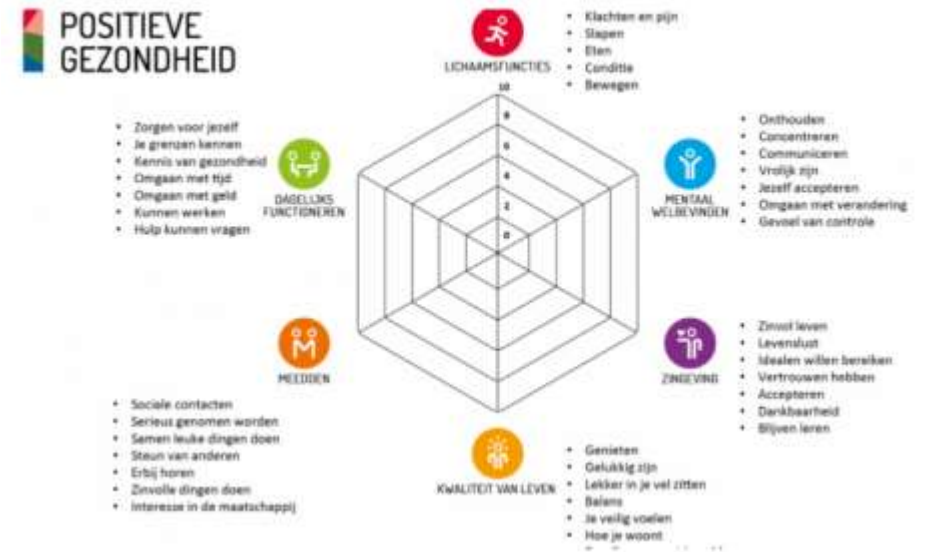 POSITIEVE
GEZONDHEID
LICHAAMSFUNCTIES
• Klachten en pijn
• Slapen
• Eten
• Conditie
• Bewegen
10
8
6
4
2
0
• Onthouden
• Concentreren
• Communiceren
• Vrolijk zijn
• Jezelf accepteren
• Omgaan met verandering
• Gevoel van controle
MENTAAL
WELBEVINDEN
• Zinvol leven
• Levenslust
• Idealen willen bereiken
• Vertrouwen hebben
• Accepteren
• Dankbaarheid
• Blijven leren
ZINGEVING
KWALITEIT VAN LEVEN
• Genieten
• Gelukkig zijn
• Lekker in je vel zitten
• Balans
• Je veilig voelen
• Hoe je woont
MEEDOEN
• Sociale contacten
• Serieus genomen worden
• Samen leuke dingen doen
• Steun van anderen
• Erbij horen
• Zinvolle dingen doen
• Interesse in de maatschappij
• Zorgen voor jezelf
• Je grenzen kennen
• Kennis van gezondheid
• Omgaan met tijd
• Omgaan met geld
• Kunnen werken
• Hulp kunnen vragen
DAGELIJKS
FUNCTIONEREN